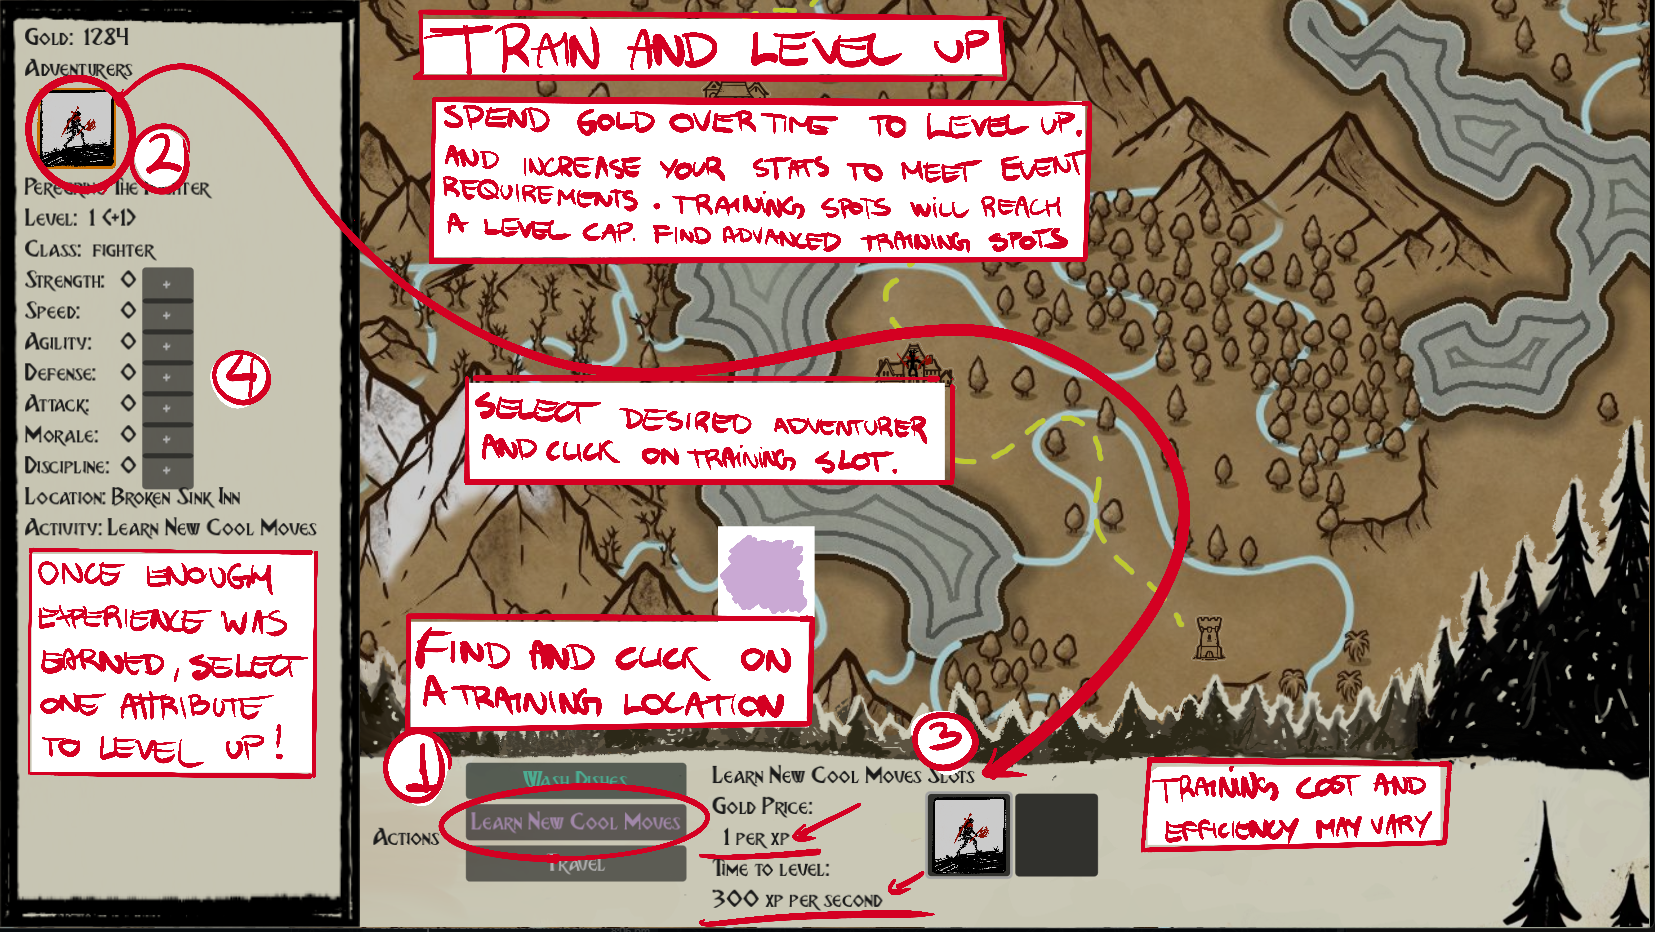 Gold: 1284
Adventurers
2
Peregrino The Fighter
Level: 1 (+1)
Class: fighter
Strength: 0 +
Speed: 0 +
Agility: 0 +
Defense: 0 +
Attack: 0 +
Morale: 0 +
Discipline: 0 +
4
Location: Broken Sink Inn
Activity: Learn New Cool Moves
ONCE ENOUGH
EXPERIENCE WAS
EARNED, SELECT
ONE ATTRIBUTE
TO LEVEL UP!
TRAIN AND LEVEL UP
SPEND GOLD OVER TIME TO LEVEL UP.
AND INCREASE YOUR STATS TO MEET EVENT
REQUIREMENTS. TRAINING SPOTS WILL REACH
A LEVEL CAP. FIND ADVANCED TRAINING SPOTS
SELECT DESIRED ADVENTURER
AND CLICK ON TRAINING SLOT.
FIND AND CLICK ON
A TRAINING LOCATION
1
Actions
Wash Dishes
Learn New Cool Moves
Travel
3
Learn New Cool Moves Slots
Gold Price:
1 per xp
Time to level:
300 xp per second
TRAINING COST AND
EFFICIENCY MAY VARY